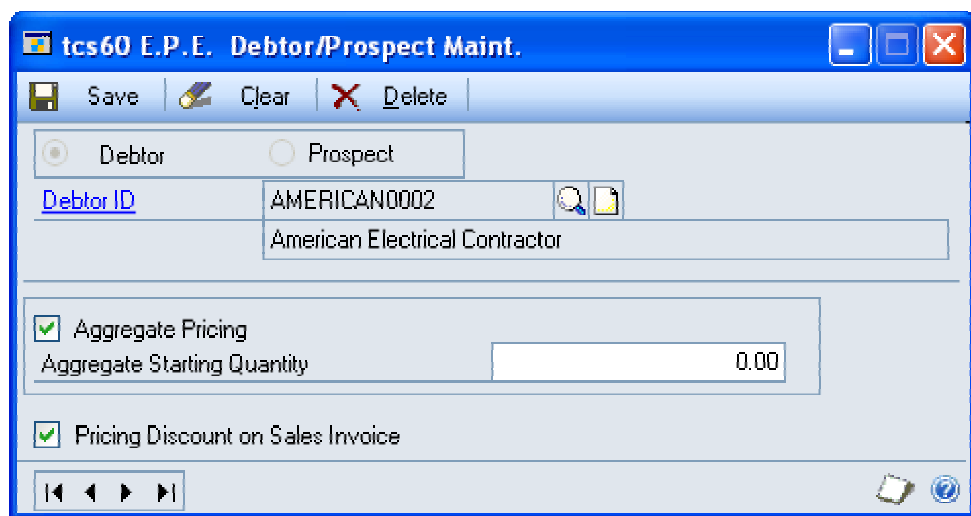 tcs60 E.P.E. Debtor/Prospect Maint.
Save Clear Delete
Debtor Prospect
Debtor ID AMERICAN0002
American Electrical Contractor
Aggregate Pricing
Aggregate Starting Quantity 0.00
Pricing Discount on Sales Invoice